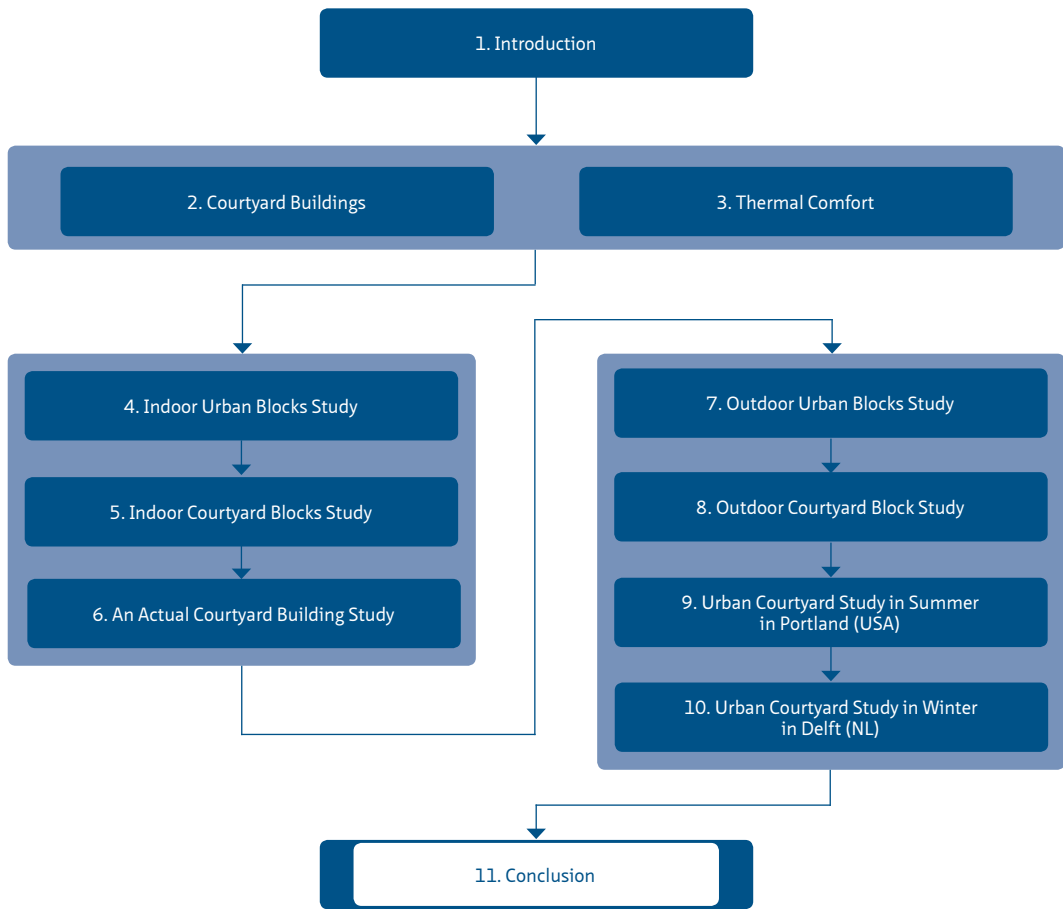 1. Introduction
2. Courtyard Buildings
3. Thermal Comfort
4. Indoor Urban Blocks Study
5. Indoor Courtyard Blocks Study
6. An Actual Courtyard Building Study
7. Outdoor Urban Blocks Study
8. Outdoor Courtyard Block Study
9. Urban Courtyard Study in Summer
in Portland (USA)
10. Urban Courtyard Study in Winter
in Delft (NL)
11. Conclusion